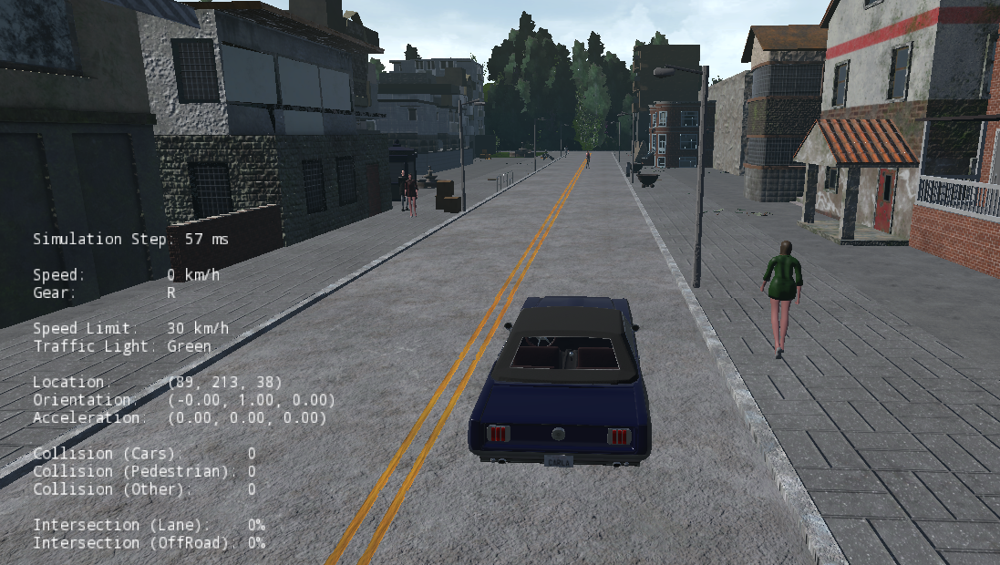 Simulation Step: 57 ms
Speed: 0 km/h
Gear: R
Speed Limit: 30 km/h
Traffic Light: Green
Location: (89, 213, 38)
Orientation: (-0.00, 1.00, 0.00)
Acceleration: (0.00, 0.00, 0.00)
Collision (Cars): 0
Collision (Pedestrian): 0
Collision (Other): 0
Intersection (Lane): 0%
Intersection (OffRoad): 0%